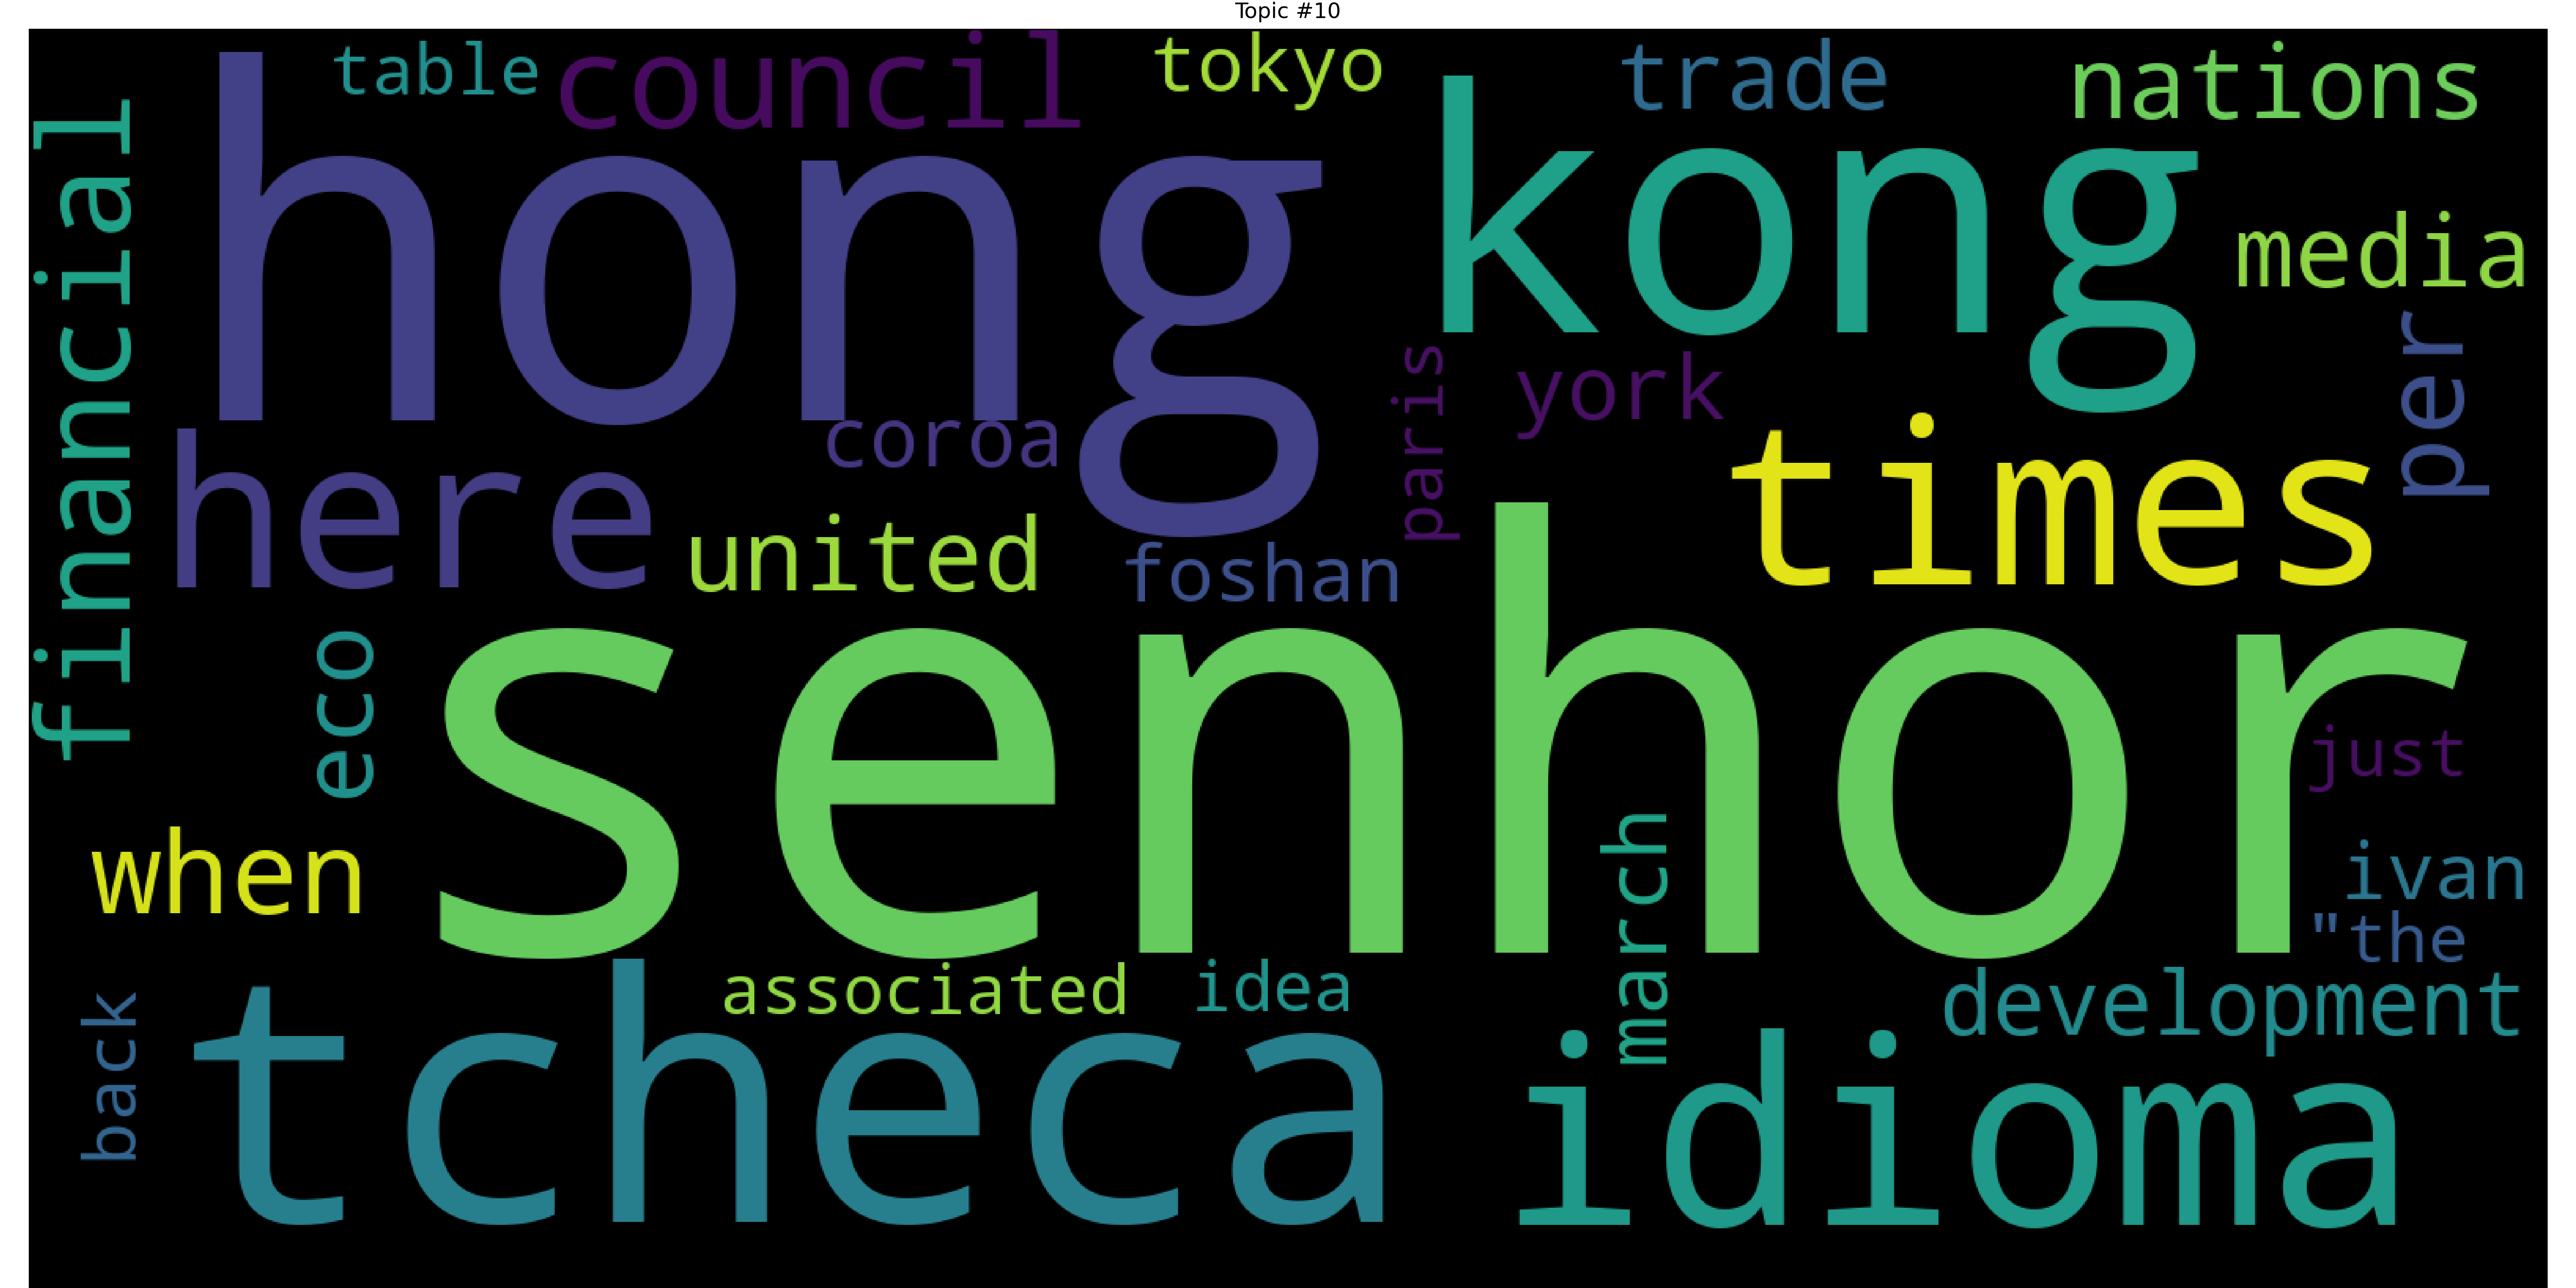 Topic #10
table
council
tokyo
trade
nations
financial
hong
kong
media
per
paris
york
coroa
here
times
united
foshan
eco
senhor
just
when
march
ivan
"the
associated
idea
development
back
tcheca
idioma